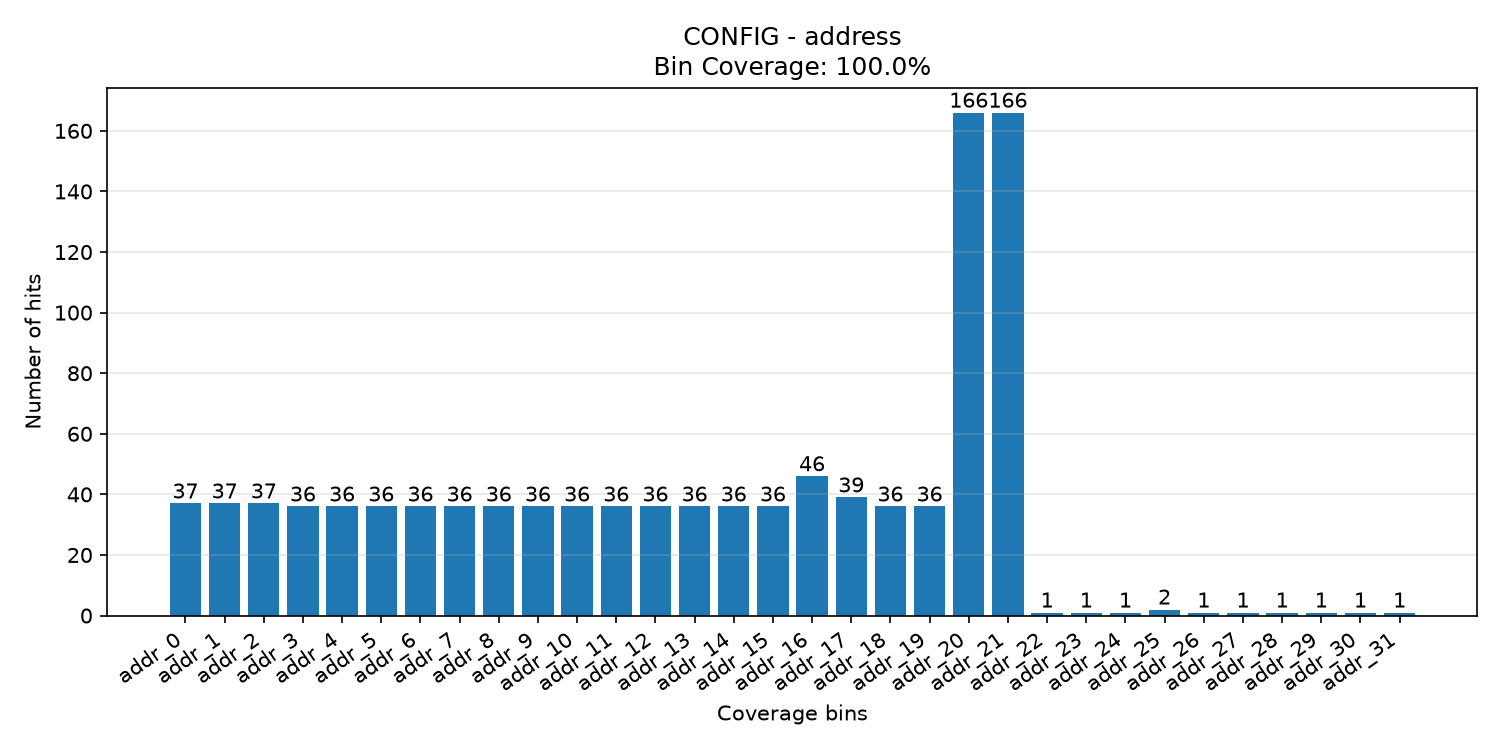 CONFIG - address
Bin Coverage: 100.0%
Number of hits
160
140
120
100
80
60
40
20
0
37 37 37 36 36 36 36 36 36 36 36 36 36 36 36 36 46 39 36 36 166 166 1 1 1 2 1 1 1 1 1 1
addr_0 addr_1 addr_2 addr_3 addr_4 addr_5 addr_6 addr_7 addr_8 addr_9 addr_10 addr_11 addr_12 addr_13 addr_14 addr_15 addr_16 addr_17 addr_18 addr_19 addr_20 addr_21 addr_22 addr_23 addr_24 addr_25 addr_26 addr_27 addr_28 addr_29 addr_30 addr_31
Coverage bins